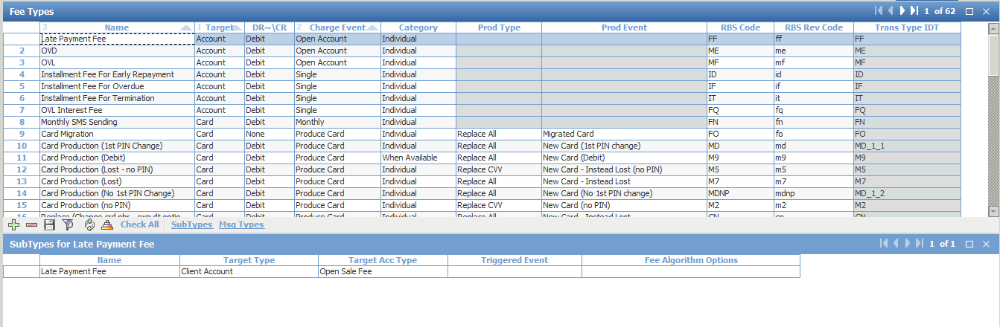 Fee Types 1 of 62
3 Name 1 Target DR~\CR 2 Charge Event Category Prod Type Prod Event RBS Code RBS Rev Code Trans Type IDT
Late Payment Fee Account Debit Open Account Individual FF ff FF
2 OVD Account Debit Open Account Individual ME me ME
3 OVL Account Debit Open Account Individual MF mf MF
4 Installment Fee For Early Repayment Account Debit Single Individual ID id ID
5 Installment Fee For Overdue Account Debit Single Individual IF if IF
6 Installment Fee For Termination Account Debit Single Individual IT it IT
7 OVL Interest Fee Account Debit Single Individual FQ fq FQ
8 Monthly SMS Sending Card Debit Monthly Individual FN fn FN
9 Card Migration Card None Produce Card Individual Replace All Migrated Card FO fo FO
10 Card Production (1st PIN Change) Card Debit Produce Card Individual Replace All New Card (1st PIN change) MD md MD_1_1
11 Card Production (Debit) Card Debit Produce Card When Available Replace All New Card (Debit) M9 m9 M9
12 Card Production (Lost - no PIN) Card Debit Produce Card Individual Replace CVV New Card - Instead Lost (no PIN) M5 m5 M5
13 Card Production (Lost) Card Debit Produce Card Individual Replace All New Card - Instead Lost M7 m7 M7
14 Card Production (No 1st PIN Change) Card Debit Produce Card Individual Replace All New Card (No 1st PIN change) MDNP mdnp MD_1_2
15 Card Production (no PIN) Card Debit Produce Card Individual Replace CVV New Card (no PIN) M2 m2 M2
16 Replace (Change crd nbr - exp dt optio Card Debit Produce Card Individual Replace All New Card - Instead Lost CN cn CN
Check All SubTypes Msg Types
SubTypes for Late Payment Fee 1 of 1
Name Target Type Target Acc Type Triggered Event Fee Algorithm Options
Late Payment Fee Client Account Open Sale Fee